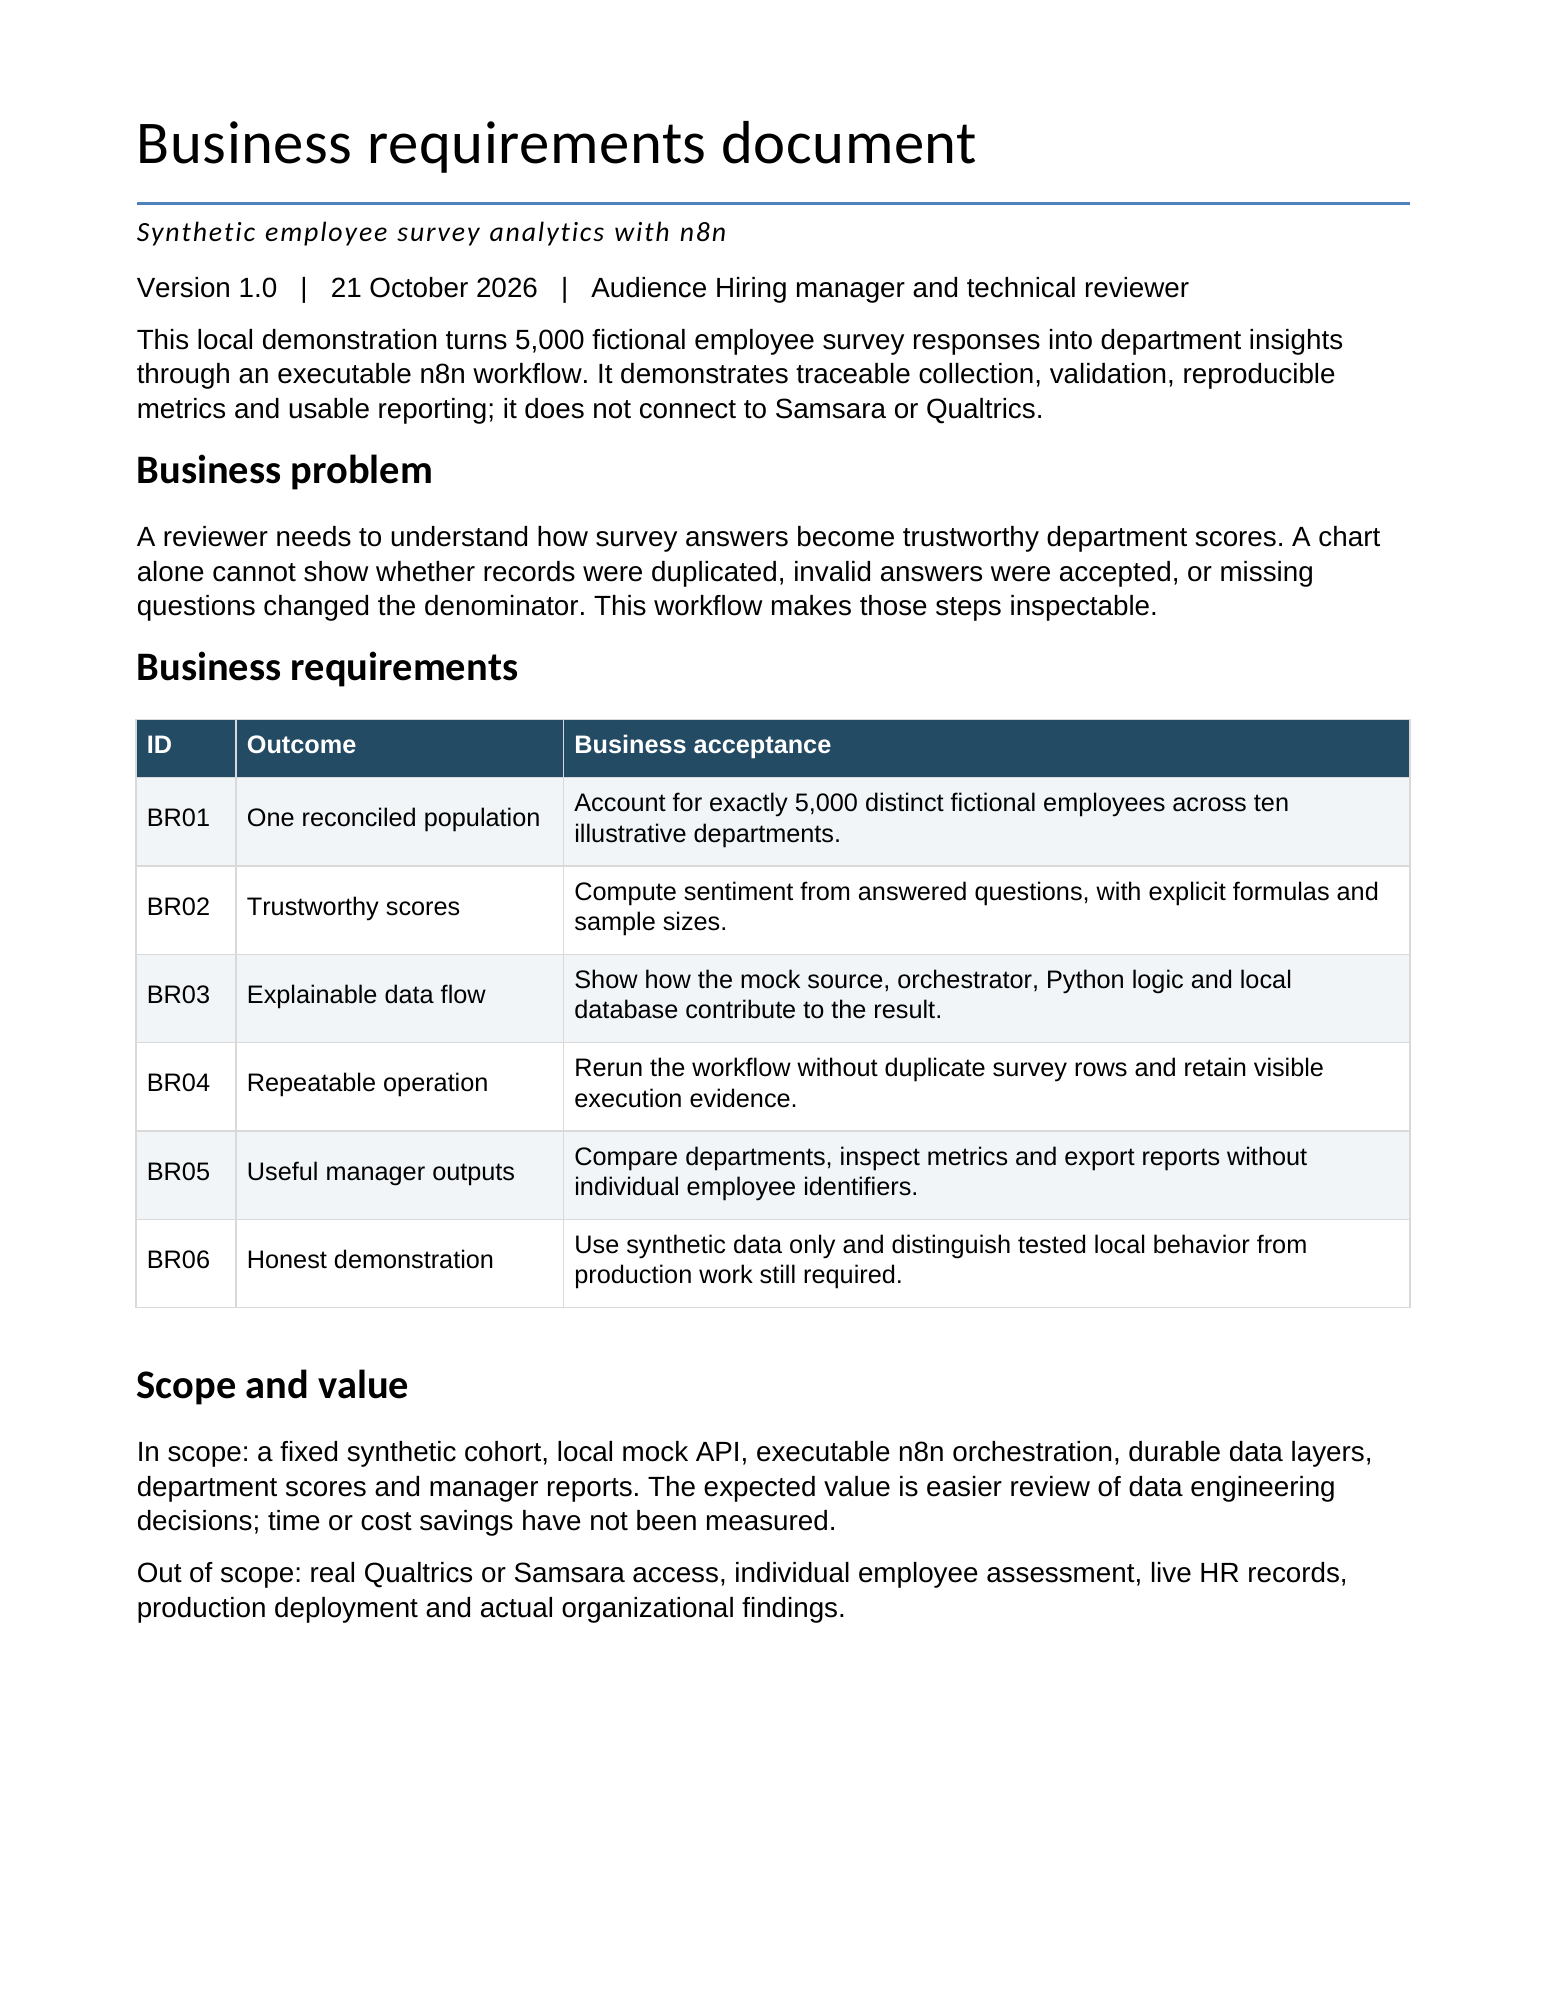 Business requirements document
Synthetic employee survey analytics with n8n
Version 1.0 | 21 October 2026 | Audience Hiring manager and technical reviewer
This local demonstration turns 5,000 fictional employee survey responses into department insights
through an executable n8n workflow. It demonstrates traceable collection, validation, reproducible
metrics and usable reporting; it does not connect to Samsara or Qualtrics.
Business problem
A reviewer needs to understand how survey answers become trustworthy department scores. A chart
alone cannot show whether records were duplicated, invalid answers were accepted, or missing
questions changed the denominator. This workflow makes those steps inspectable.
Business requirements
ID Outcome Business acceptance
BR01 One reconciled population Account for exactly 5,000 distinct fictional employees across ten
illustrative departments.
BR02 Trustworthy scores Compute sentiment from answered questions, with explicit formulas and
sample sizes.
BR03 Explainable data flow Show how the mock source, orchestrator, Python logic and local
database contribute to the result.
BR04 Repeatable operation Rerun the workflow without duplicate survey rows and retain visible
execution evidence.
BR05 Useful manager outputs Compare departments, inspect metrics and export reports without
individual employee identifiers.
BR06 Honest demonstration Use synthetic data only and distinguish tested local behavior from
production work still required.
Scope and value
In scope: a fixed synthetic cohort, local mock API, executable n8n orchestration, durable data layers,
department scores and manager reports. The expected value is easier review of data engineering
decisions; time or cost savings have not been measured.
Out of scope: real Qualtrics or Samsara access, individual employee assessment, live HR records,
production deployment and actual organizational findings.